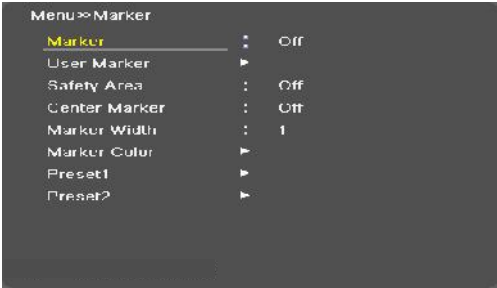 Menu»Marker
Marker : Off
User Marker ►
Safety Area : Off
Center Marker : Off
Marker Width : 1
Marker Color ►
Preset1 ►
Preset2 ►